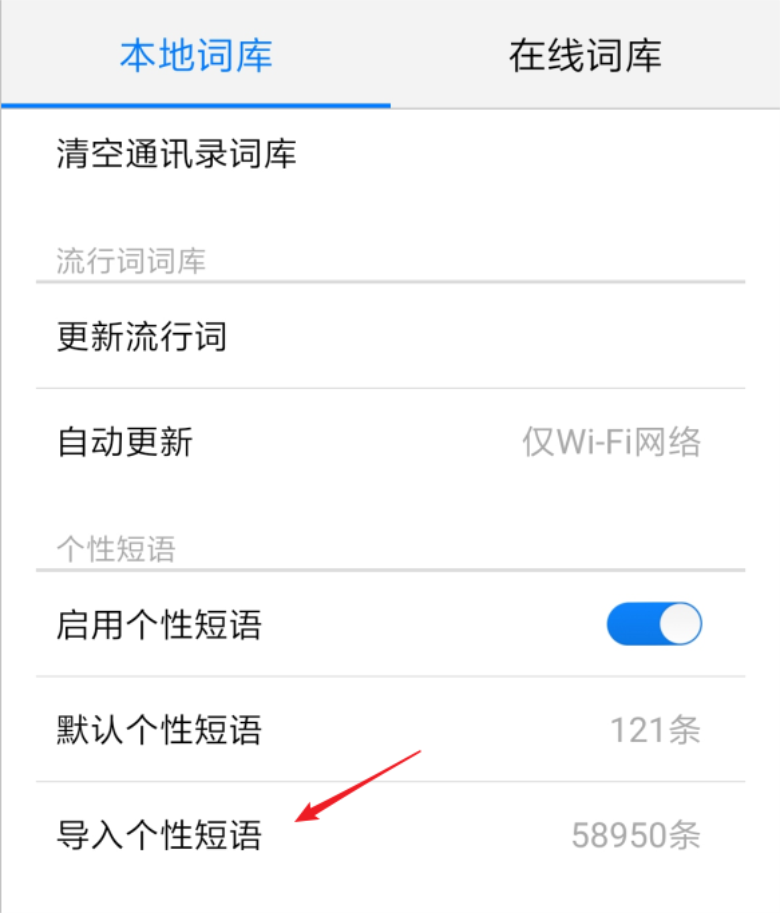 本地词库 在线词库
清空通讯录词库
流行词词库
更新流行词
自动更新 仅Wi-Fi网络
个性短语
启用个性短语
默认个性短语 121条
导入个性短语 58950条